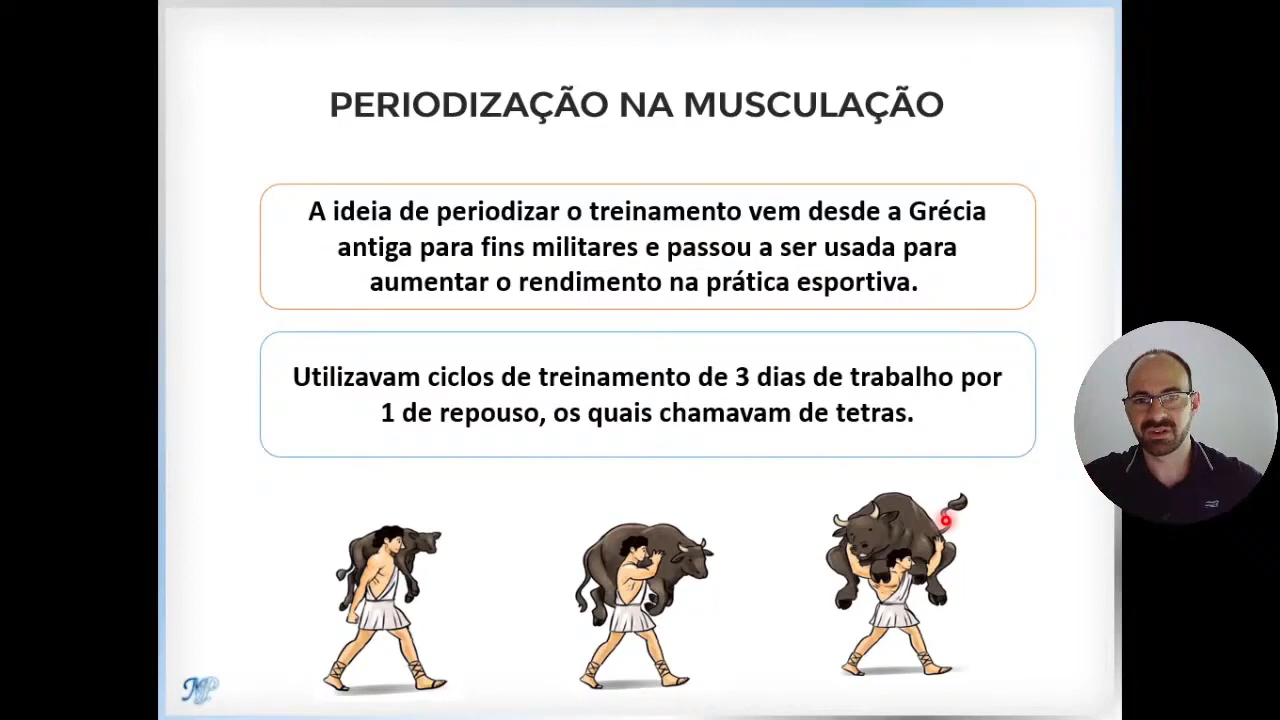 PERIODIZAÇÃO NA MUSCULAÇÃO
A ideia de periodizar o treinamento vem desde a Grécia
antiga para fins militares e passou a ser usada para
aumentar o rendimento na prática esportiva.
Utilizavam ciclos de treinamento de 3 dias de trabalho por
1 de repouso, os quais chamavam de tetras.